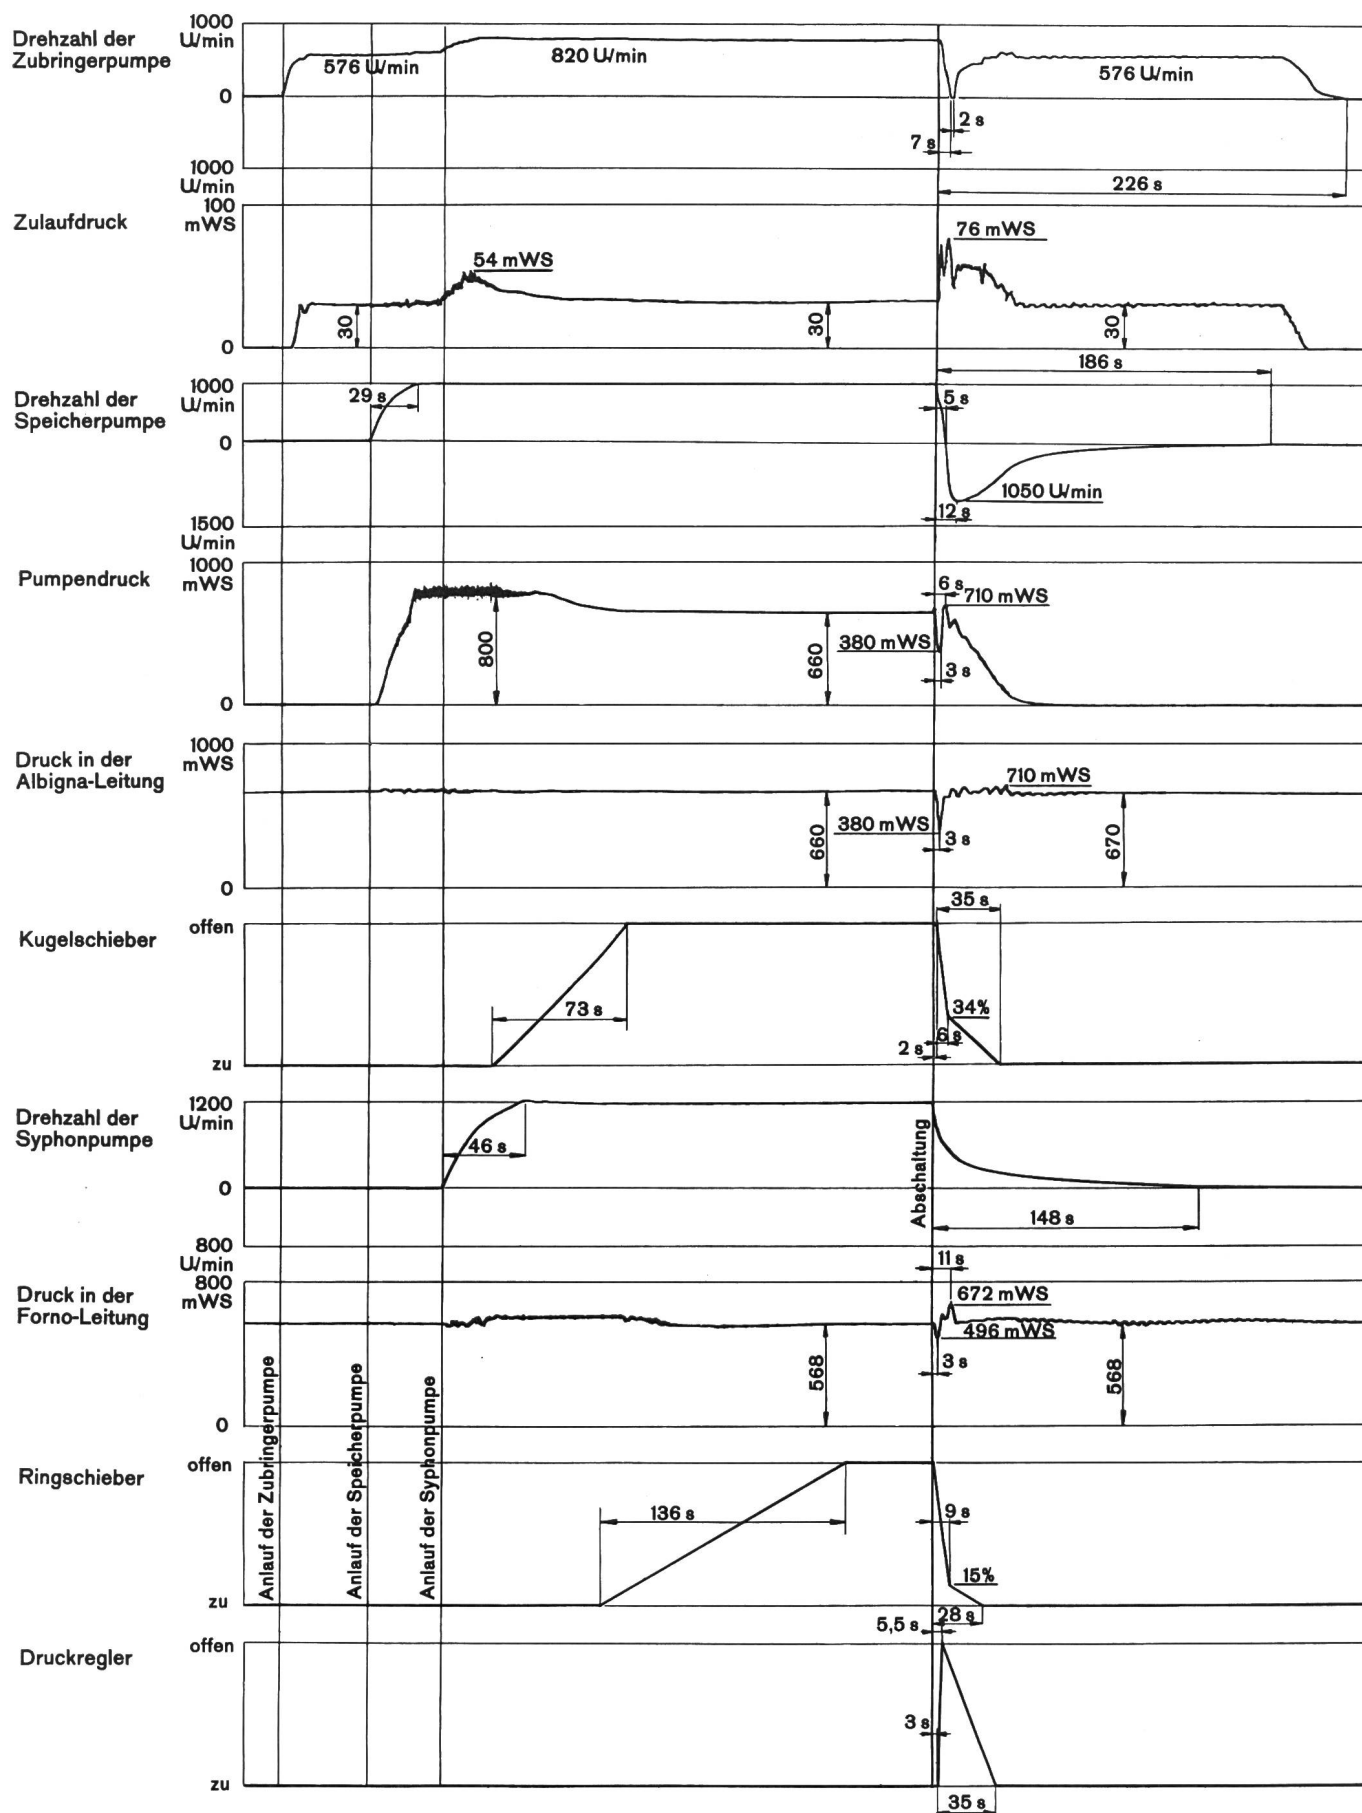 1000
U/min
Drehzahl der
Zubringerpumpe
576 U/min
820 U/min
576 U/min
0
2 s
7 s
1000
U/min
226 s
Zulaufdruck
100
mWS
76 mWS
54 mWS
30
30
30
0
186 s
Drehzahl der
Speicherpumpe
1000
U/min
29 s
5 s
0
1050 U/min
12 s
1500
U/min
Pumpendruck
1000
mWS
6 s
710 mWS
800
660
380 mWS
3 s
0
Druck in der
Albigna-Leitung
1000
mWS
710 mWS
660
380 mWS
3 s
670
0
35 s
Kugelschieber
offen
73 s
34%
6 s
2 s
zu
Drehzahl der
Syphonpumpe
1200
U/min
46 s
Abschaltung
0
148 s
800
U/min
11 s
Druck in der
Forno-Leitung
800
mWS
672 mWS
496 mWS
3 s
568
568
0
Anlauf der Zubringerpumpe
Anlauf der Speicherpumpe
Anlauf der Syphonpumpe
Ringschieber
offen
136 s
9 s
15%
zu
28 s
5,5 s
Druckregler
offen
3 s
zu
35 s